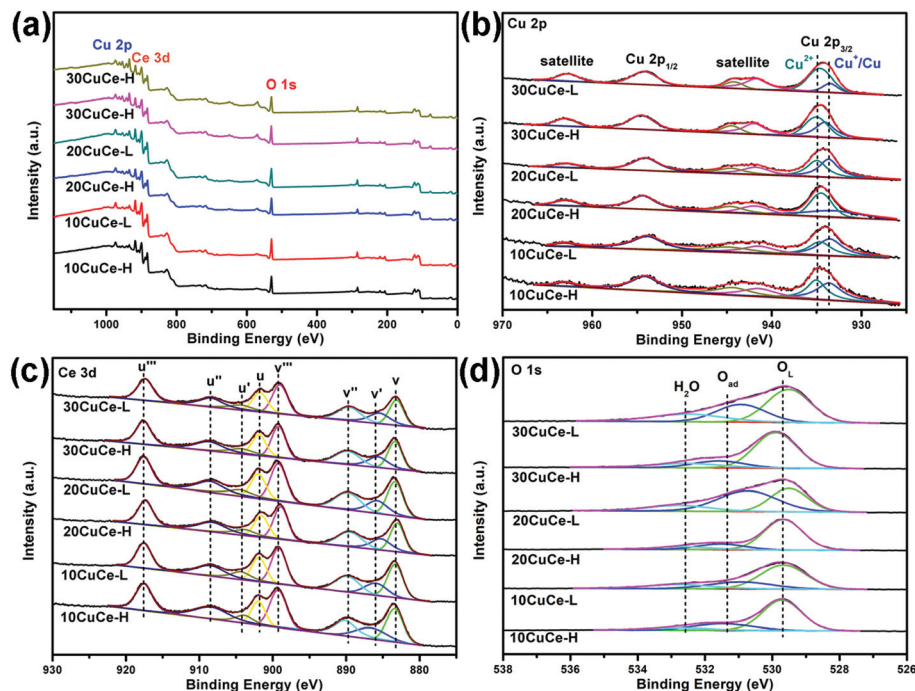 (a)
Cu 2p
Ce 3d
O 1s
30CuCe-H
30CuCe-H
20CuCe-L
20CuCe-H
10CuCe-L
10CuCe-H
Intensity (a.u.)
1000 800 600 400 200 0
Binding Energy (eV)
Cu 2p
(b)
satellite Cu 2p1/2 satellite Cu 2p3/2
Cu2+ Cu+/Cu
30CuCe-L
30CuCe-H
20CuCe-L
20CuCe-H
10CuCe-L
10CuCe-H
Intensity (a.u.)
970 960 950 940 930
Binding Energy (eV)
(c) Ce 3d
u''' u'' u' u v''' v'' v' v
30CuCe-L
30CuCe-H
20CuCe-L
20CuCe-H
10CuCe-L
10CuCe-H
Intensity (a.u.)
930 920 910 900 890 880
Binding Energy (eV)
O 1s
(d)
H2O Oad OL
30CuCe-L
30CuCe-H
20CuCe-L
20CuCe-H
10CuCe-L
10CuCe-H
Intensity (a.u.)
538 536 534 532 530 528 526
Binding Energy (eV)